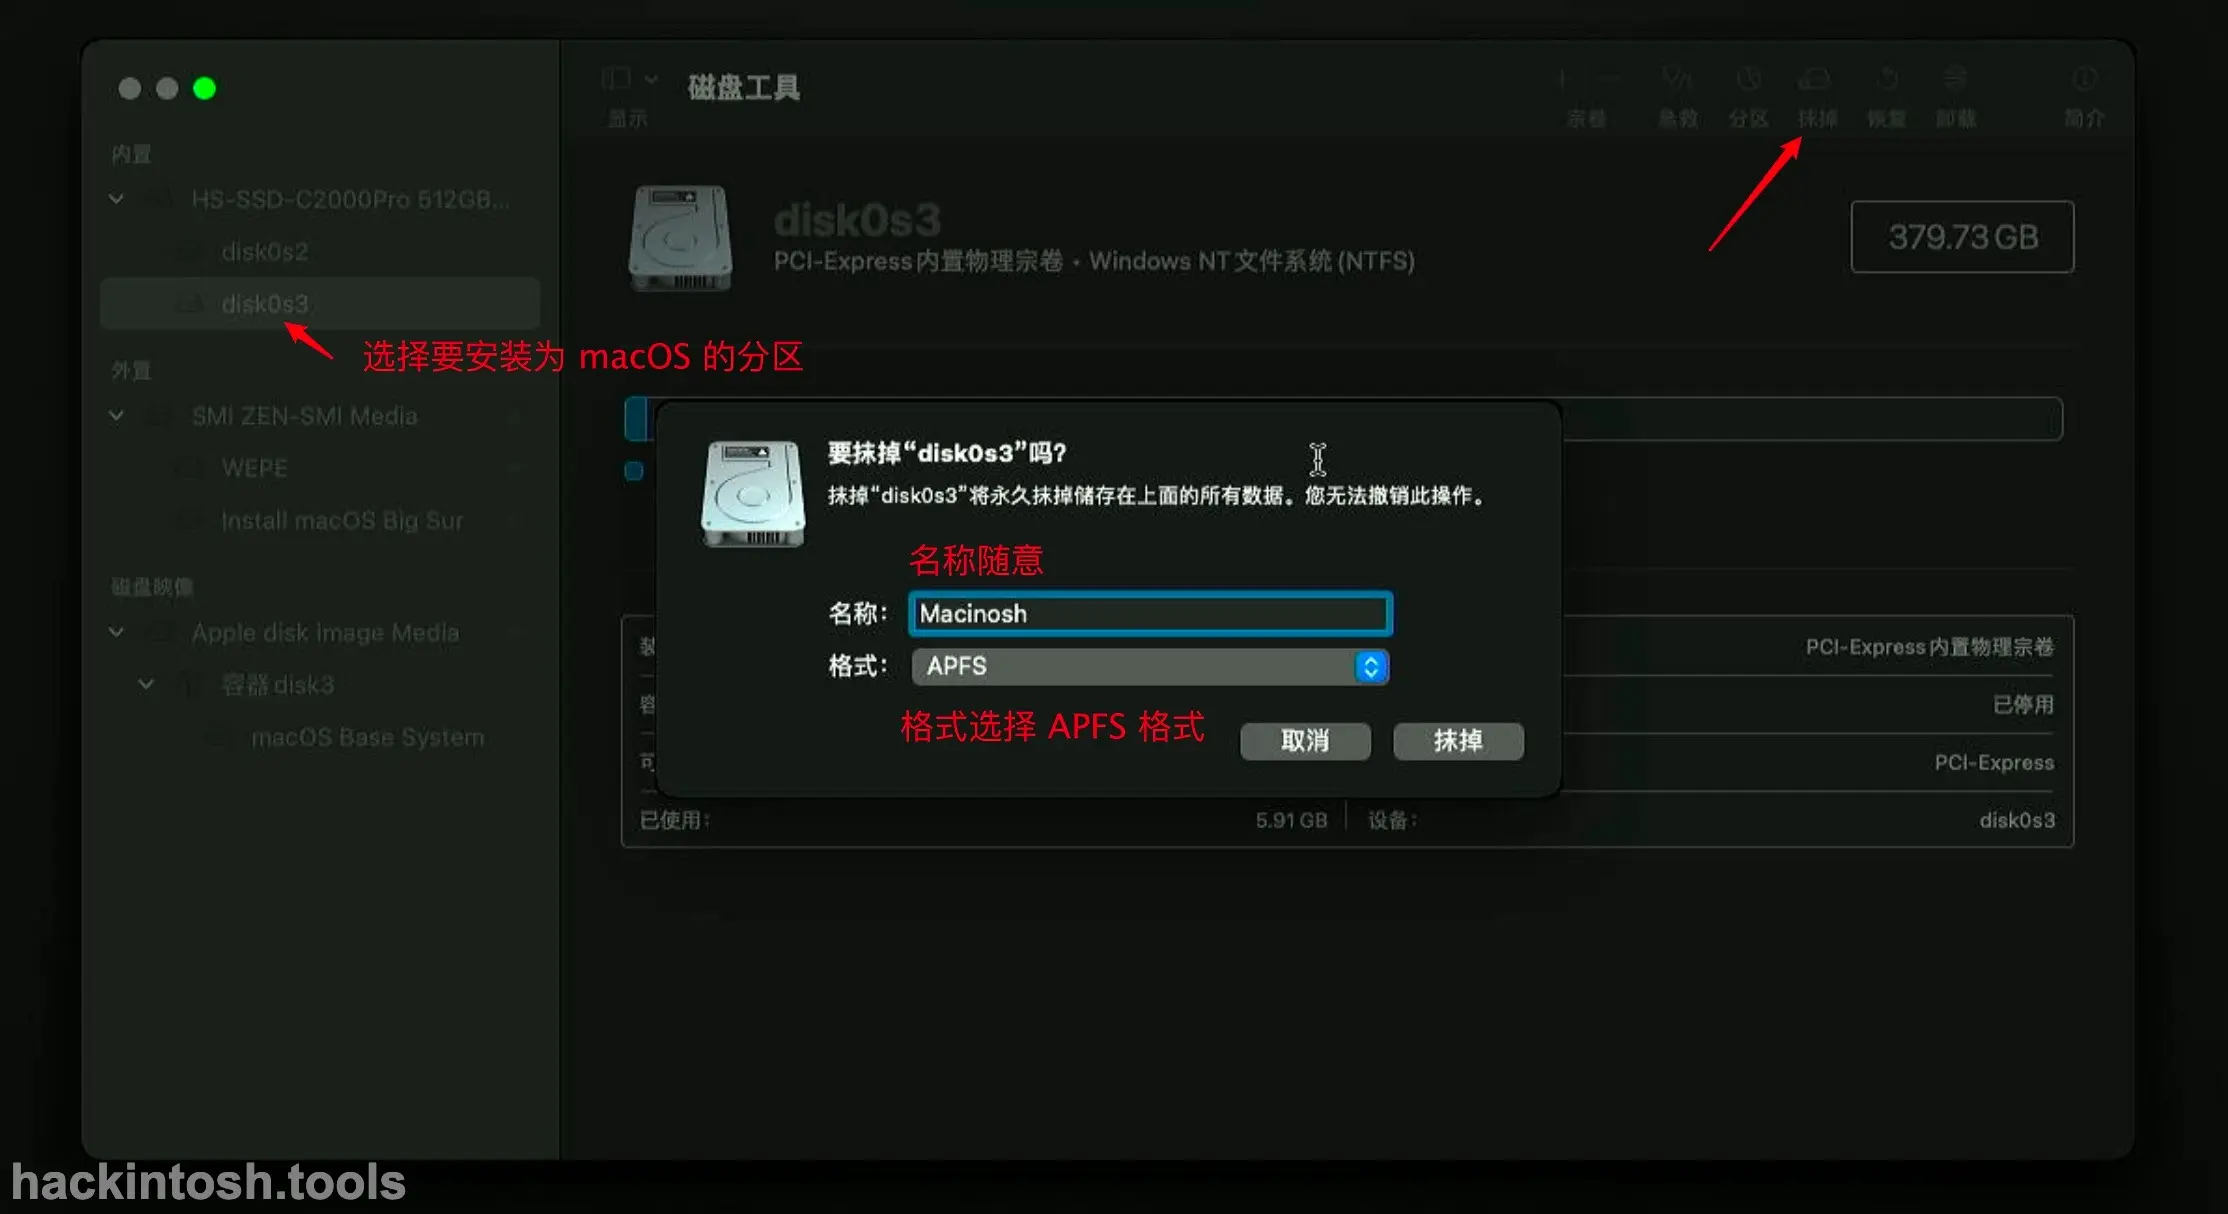 磁盘工具
显示
宗卷
急救
分区
抹掉
恢复
卸载
简介
内置
HS-SSD-C2000Pro 512GB...
disk0s2
disk0s3
选择要安装为 macOS 的分区
外置
SMI ZEN-SMI Media
WEPE
Install macOS Big Sur
磁盘映像
Apple disk image Media
容器 disk3
macOS Base System
disk0s3
PCI-Express内置物理宗卷 • Windows NT文件系统 (NTFS)
379.73 GB
要抹掉“disk0s3”吗?
抹掉“disk0s3”将永久抹掉储存在上面的所有数据。您无法撤销此操作。
名称随意
名称: Macinosh
格式: APFS
格式选择 APFS 格式
取消
抹掉
PCI-Express内置物理宗卷
已停用
PCI-Express
已使用: 5.91 GB
设备: disk0s3
hackintosh.tools